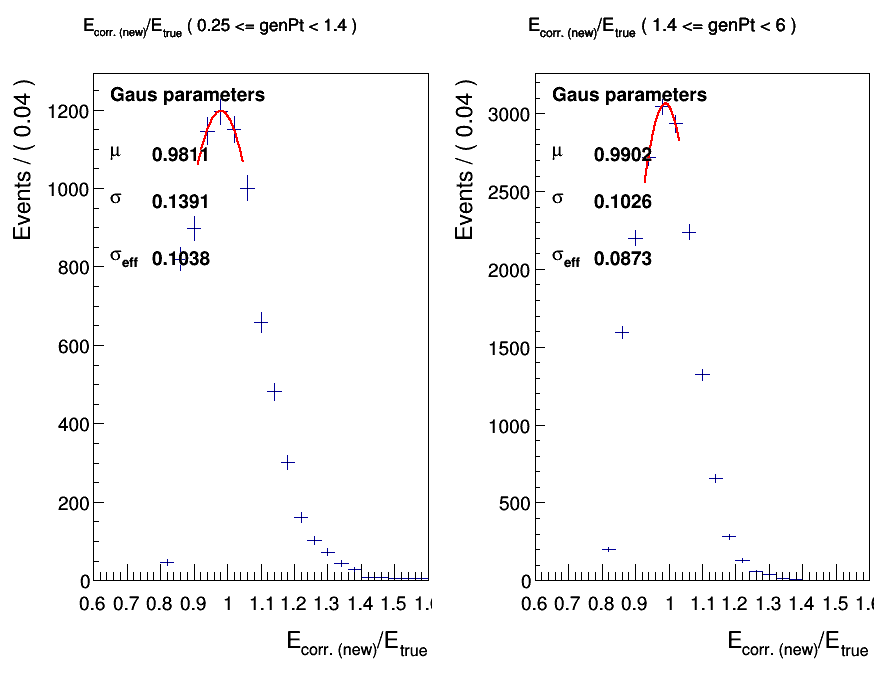 E_corr. (new)/E_true ( 0.25 <= genPt < 1.4 )
Events / ( 0.04 )
Gaus parameters
μ 0.9811
σ 0.1391
σ_eff 0.1038
1200
1000
800
600
400
200
0
0.6 0.7 0.8 0.9 1 1.1 1.2 1.3 1.4 1.5 1.6
E_corr. (new)/E_true
E_corr. (new)/E_true ( 1.4 <= genPt < 6 )
Events / ( 0.04 )
Gaus parameters
μ 0.9902
σ 0.1026
σ_eff 0.0873
3000
2500
2000
1500
1000
500
0
0.6 0.7 0.8 0.9 1 1.1 1.2 1.3 1.4 1.5 1.6
E_corr. (new)/E_true